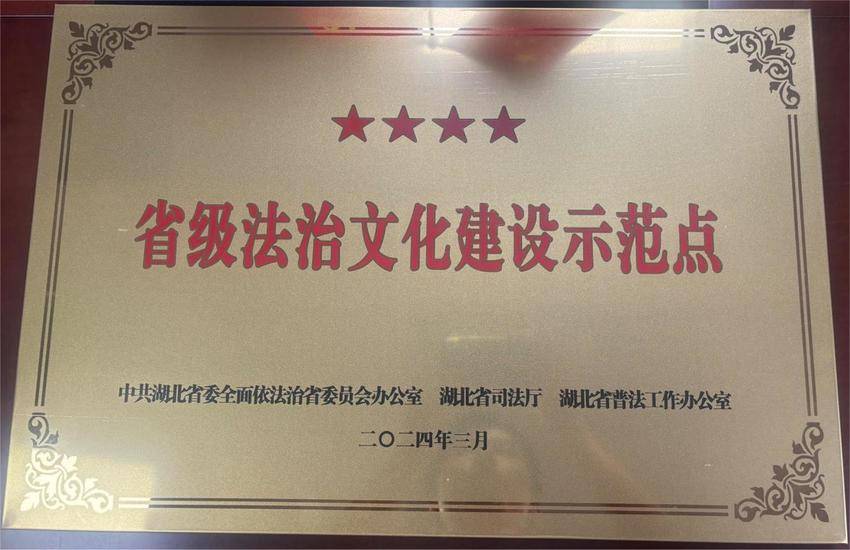 省级法治文化建设示范点
中共湖北省委全面依法治省委员会办公室 湖北省司法厅 湖北省普法工作办公室
二〇二四年三月